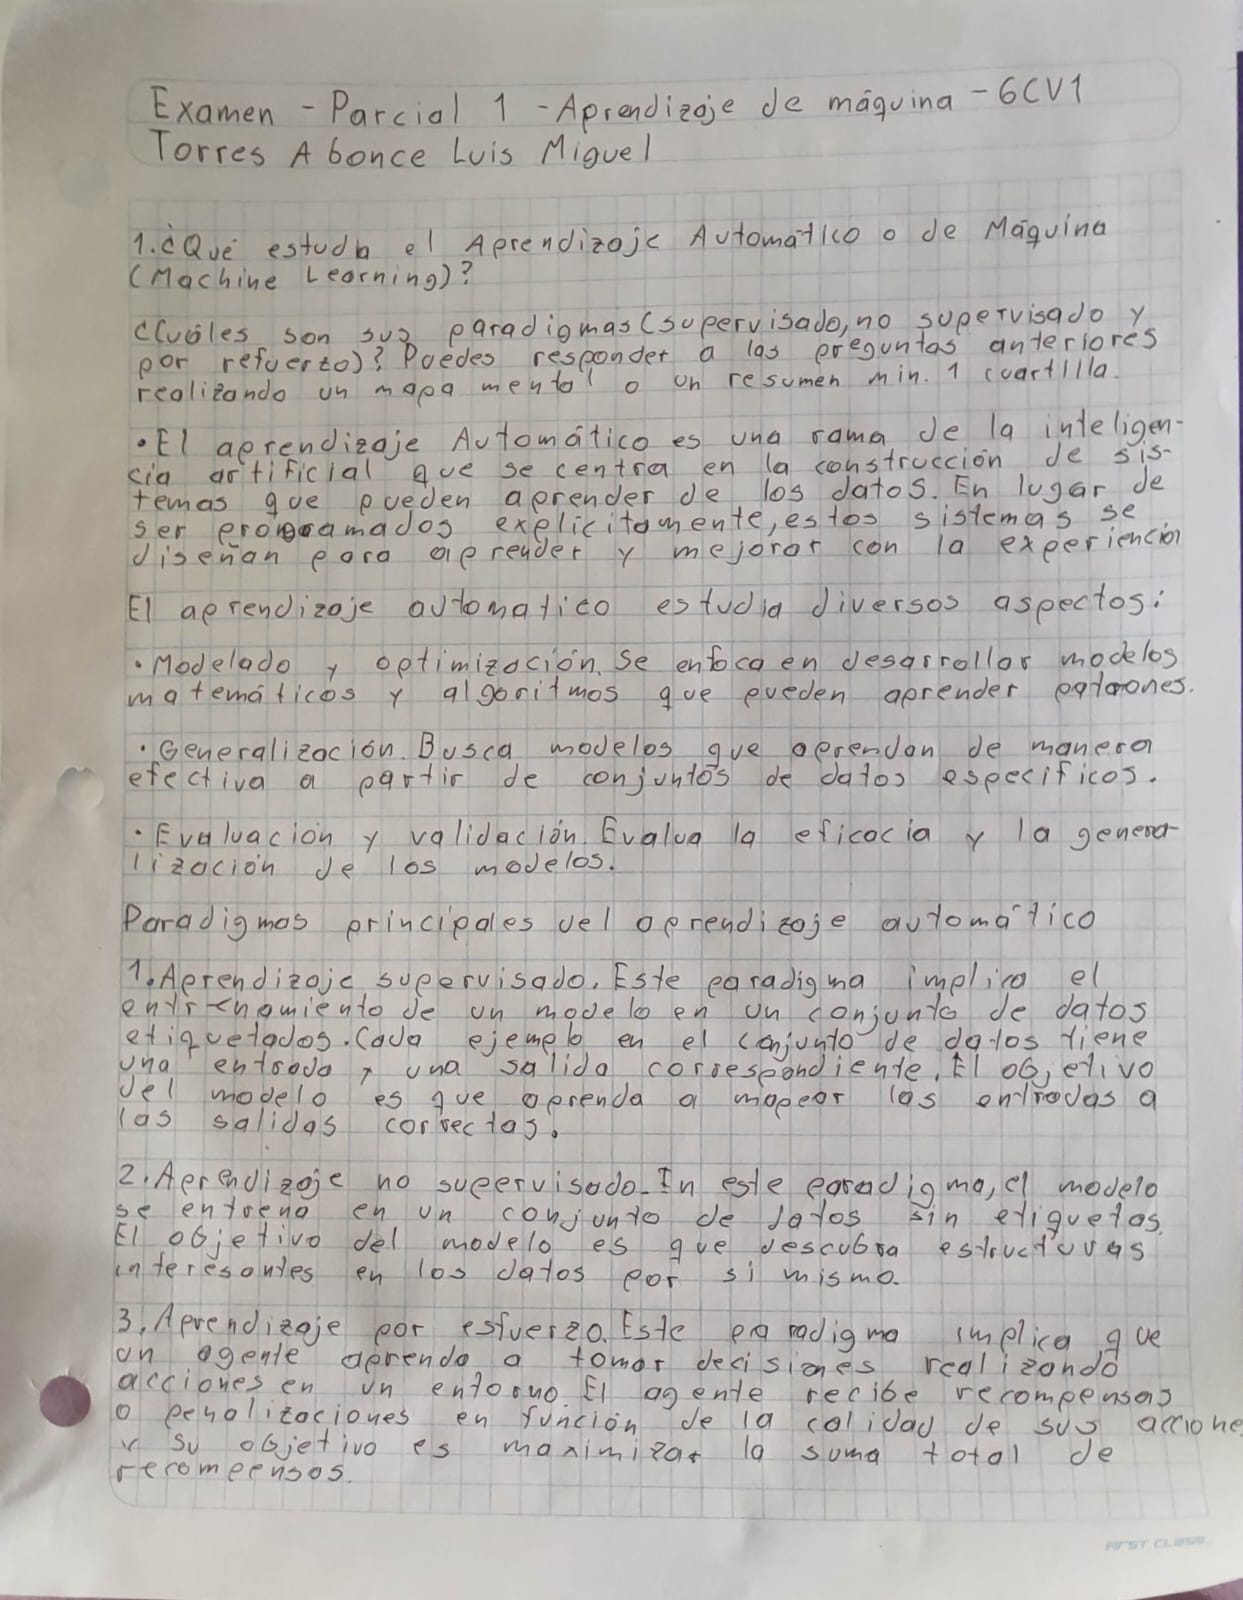 Examen - Parcial 1 - Aprendizaje de máquina - 6CV1
Torres Abonce Luis Miguel
1. ¿Qué estudia el Aprendizaje Automático o de Máquina
(Machine Learning)?
¿Cuáles son sus paradigmas (supervisado, no supervisado y
por refuerzo)? Puedes responder a las preguntas anteriores
realizando un mapa mental o un resumen min. 1 cuartilla.
• El aprendizaje Automático es una rama de la inteligen-
cia artificial que se centra en la construcción de sis-
temas que pueden aprender de los datos. En lugar de
ser programados explicitamente, estos sistemas se
diseñan para aprender y mejorar con la experiencia
El aprendizaje automatico estudia diversos aspectos:
• Modelado y optimización. Se enfoca en desarrollar modelos
matemáticos y algoritmos que pueden aprender patrones.
• Generalización. Busca modelos que aprendan de manera
efectiva a partir de conjuntos de datos especificos.
• Evaluación y validación. Evalua la eficacia y la genera-
lización de los modelos.
Paradigmas principales del aprendizaje automático
1. Aprendizaje supervisado. Este paradigma implica el
entrenamiento de un modelo en un conjunto de datos
etiquetados. Cada ejemplo en el conjunto de datos tiene
una entrada y una salida correspondiente. El objetivo
del modelo es que aprenda a mapear las entradas a
las salidas correctas.
2. Aprendizaje no supervisado. En este paradigma, el modelo
se entrena en un conjunto de datos sin etiquetas.
El objetivo del modelo es que descubra estructuras
interesantes en los datos por si mismo.
3. Aprendizaje por esfuerzo. Este paradigma implica que
un agente aprenda a tomar decisiones realizando
acciones en un entorno. El agente recibe recompensas
o penalizaciones en función de la calidad de sus accione
y su objetivo es maximizar la suma total de
recompensas.
FIRST CLASS